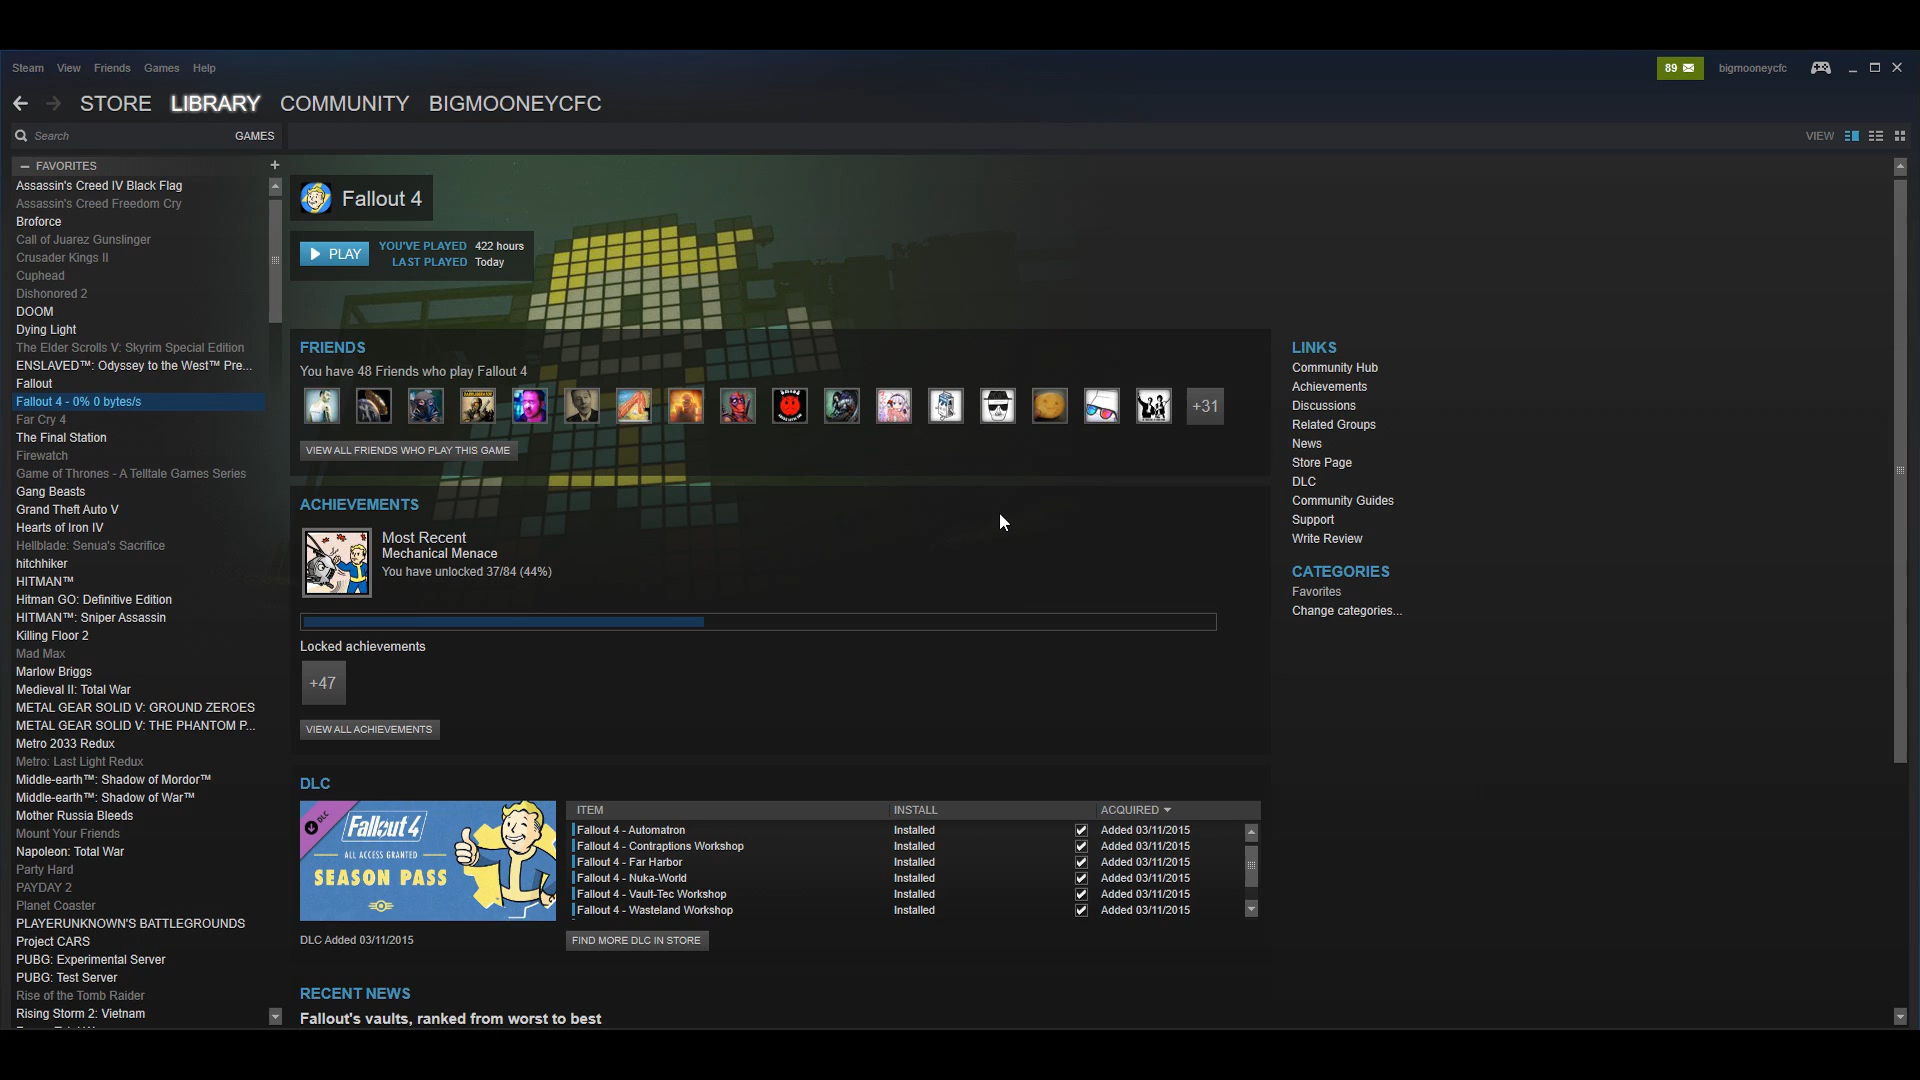 Steam View Friends Games Help
89 bigmooneycfc
STORE LIBRARY COMMUNITY BIGMOONEYCFC
Search GAMES
VIEW
FAVORITES
Assassin's Creed IV Black Flag
Assassin's Creed Freedom Cry
Broforce
Call of Juarez Gunslinger
Crusader Kings II
Cuphead
Dishonored 2
DOOM
Dying Light
The Elder Scrolls V: Skyrim Special Edition
ENSLAVED™: Odyssey to the West™ Pre...
Fallout
Fallout 4 - 0% 0 bytes/s
Far Cry 4
The Final Station
Firewatch
Game of Thrones - A Telltale Games Series
Gang Beasts
Grand Theft Auto V
Hearts of Iron IV
Hellblade: Senua's Sacrifice
hitchhiker
HITMAN™
Hitman GO: Definitive Edition
HITMAN™: Sniper Assassin
Killing Floor 2
Mad Max
Marlow Briggs
Medieval II: Total War
METAL GEAR SOLID V: GROUND ZEROES
METAL GEAR SOLID V: THE PHANTOM P...
Metro 2033 Redux
Metro: Last Light Redux
Middle-earth™: Shadow of Mordor™
Middle-earth™: Shadow of War™
Mother Russia Bleeds
Mount Your Friends
Napoleon: Total War
Party Hard
PAYDAY 2
Planet Coaster
PLAYERUNKNOWN'S BATTLEGROUNDS
Project CARS
PUBG: Experimental Server
PUBG: Test Server
Rise of the Tomb Raider
Rising Storm 2: Vietnam
Fallout 4
PLAY
YOU'VE PLAYED 422 hours
LAST PLAYED Today
FRIENDS
You have 48 Friends who play Fallout 4
+31
VIEW ALL FRIENDS WHO PLAY THIS GAME
ACHIEVEMENTS
Most Recent
Mechanical Menace
You have unlocked 37/84 (44%)
Locked achievements
+47
VIEW ALL ACHIEVEMENTS
DLC
DLC
Fallout 4
ALL ACCESS GRANTED
SEASON PASS
DLC Added 03/11/2015
ITEM INSTALL ACQUIRED
Fallout 4 - Automatron Installed Added 03/11/2015
Fallout 4 - Contraptions Workshop Installed Added 03/11/2015
Fallout 4 - Far Harbor Installed Added 03/11/2015
Fallout 4 - Nuka-World Installed Added 03/11/2015
Fallout 4 - Vault-Tec Workshop Installed Added 03/11/2015
Fallout 4 - Wasteland Workshop Installed Added 03/11/2015
FIND MORE DLC IN STORE
RECENT NEWS
Fallout's vaults, ranked from worst to best
LINKS
Community Hub
Achievements
Discussions
Related Groups
News
Store Page
DLC
Community Guides
Support
Write Review
CATEGORIES
Favorites
Change categories...